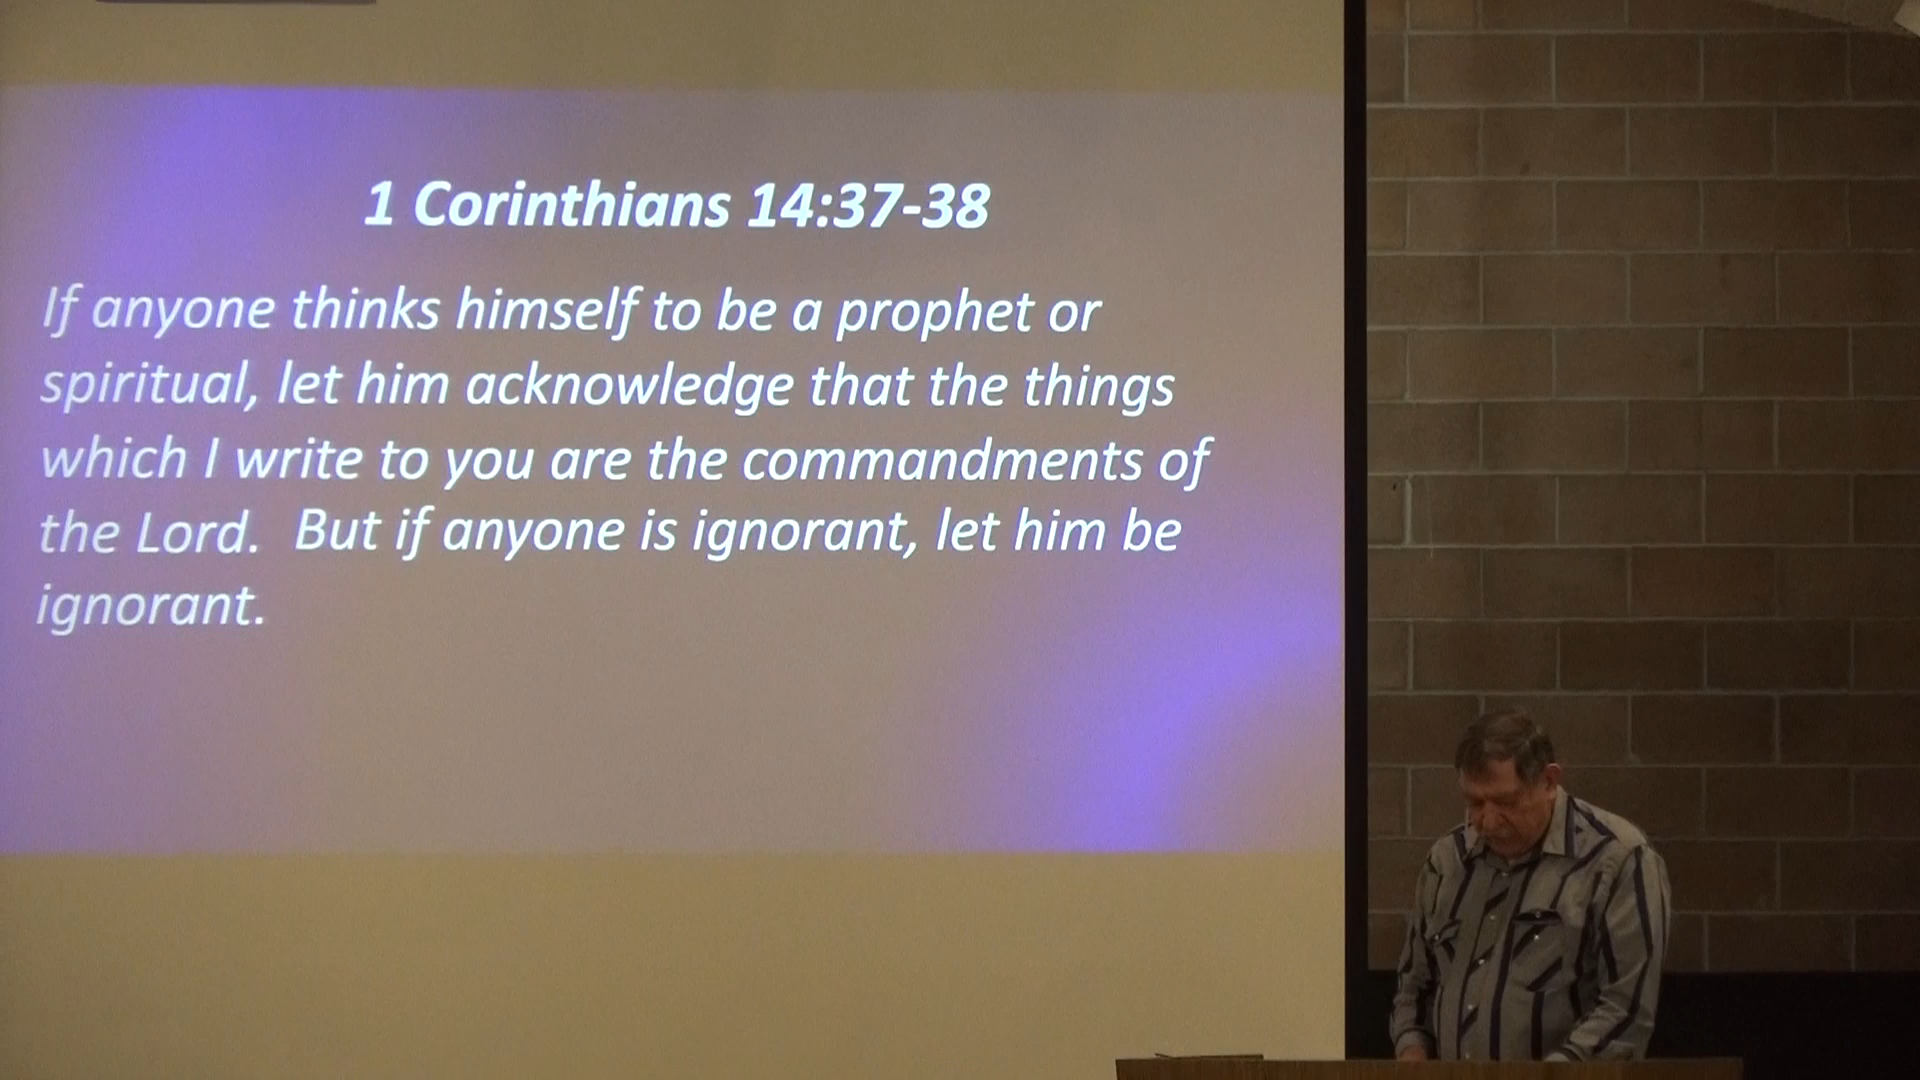 1 Corinthians 14:37-38
If anyone thinks himself to be a prophet or
spiritual, let him acknowledge that the things
which I write to you are the commandments of
the Lord.  But if anyone is ignorant, let him be
ignorant.